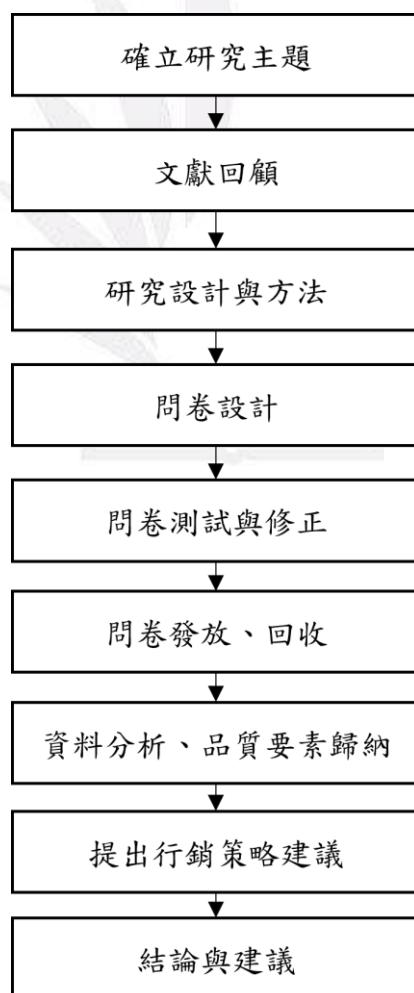 確立研究主題
文獻回顧
研究設計與方法
問卷設計
問卷測試與修正
問卷發放、回收
資料分析、品質要素歸納
提出行銷策略建議
結論與建議